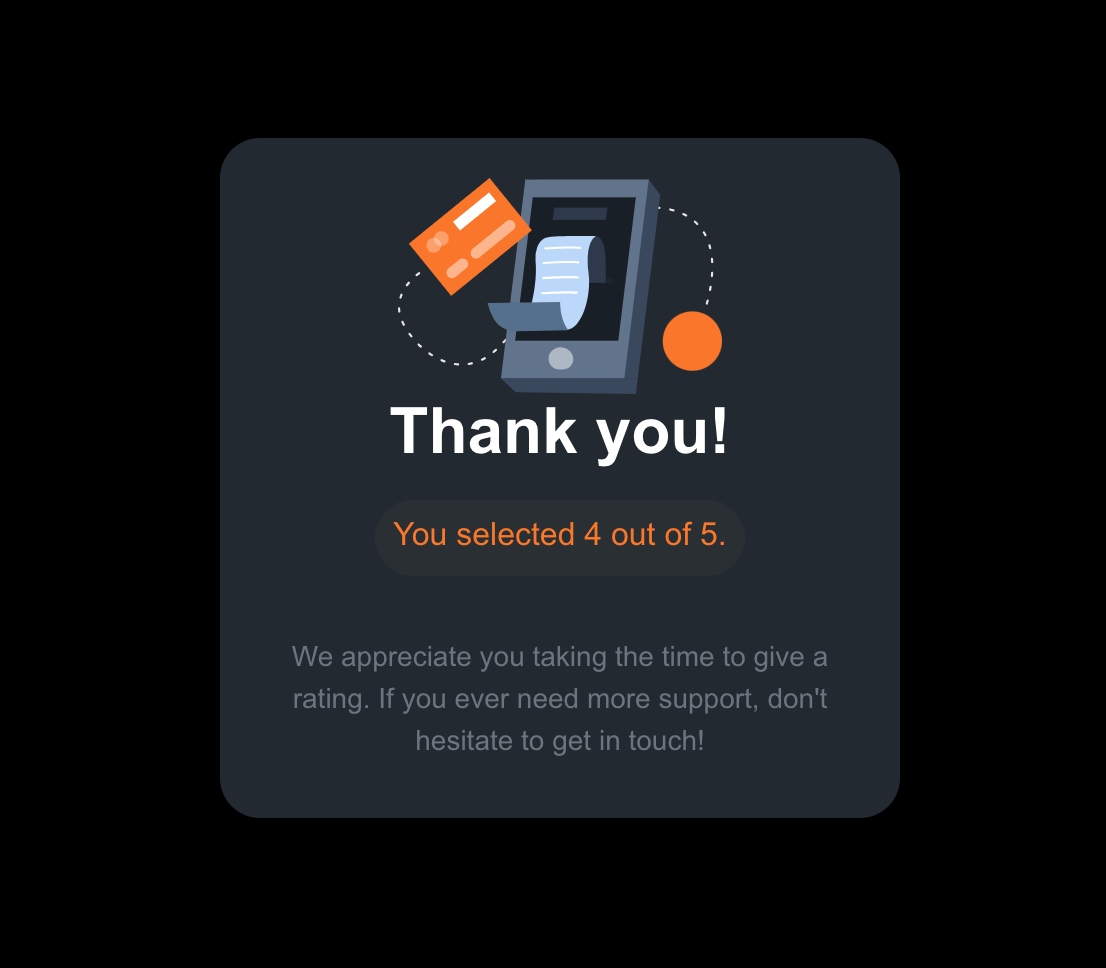 Thank you!
You selected 4 out of 5.
We appreciate you taking the time to give a
rating. If you ever need more support, don't
hesitate to get in touch!